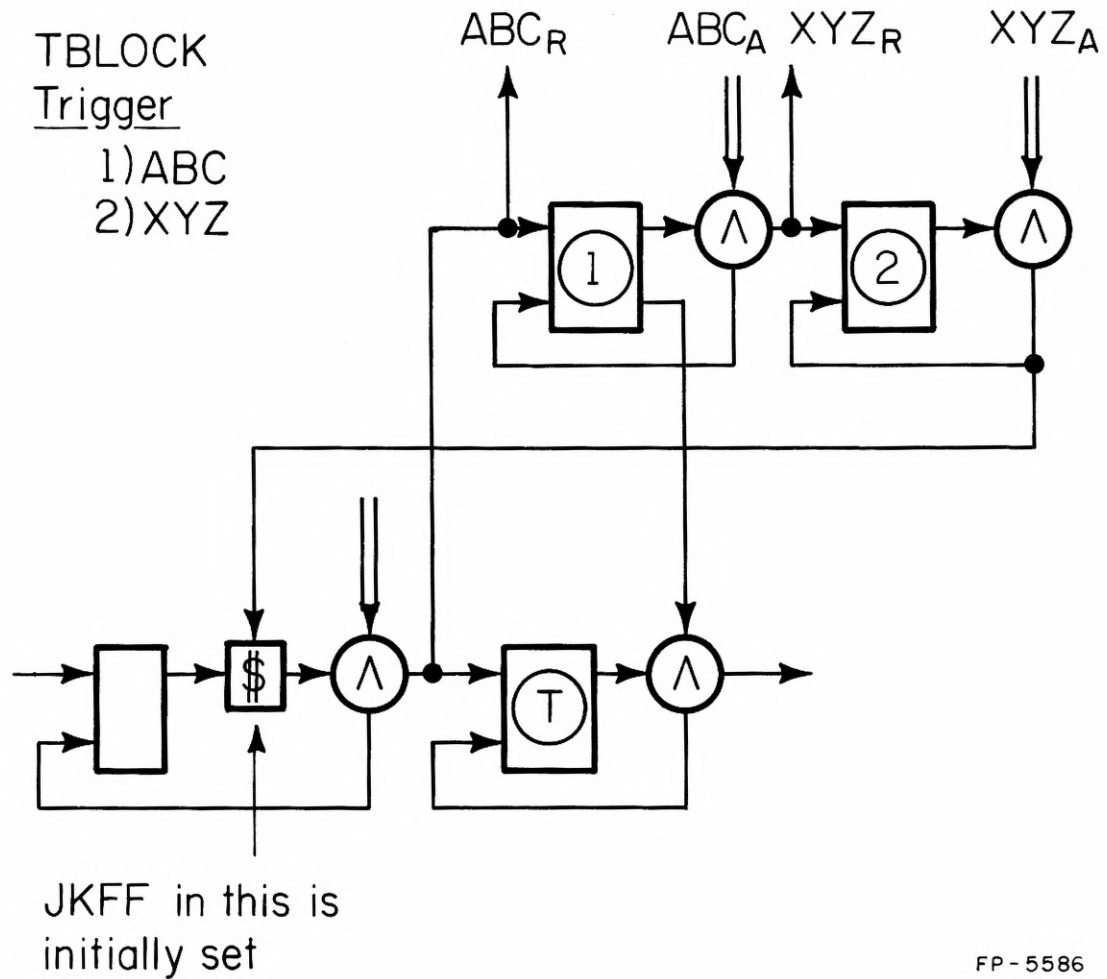 TBLOCK
Trigger
1) ABC
2) XYZ
ABC_R ABC_A XYZ_R XYZ_A
Λ Λ
1 2
$ Λ Λ
T
JKFF in this is
initially set
FP-5586